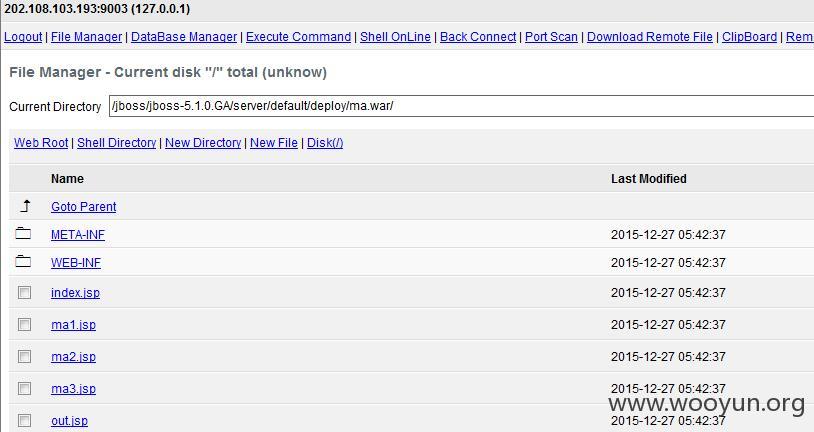 202.108.103.193:9003 (127.0.0.1)
Logout | File Manager | DataBase Manager | Execute Command | Shell OnLine | Back Connect | Port Scan | Download Remote File | ClipBoard | Rem
File Manager - Current disk "/" total (unknow)
Current Directory /jboss/jboss-5.1.0.GA/server/default/deploy/ma.war/
Web Root | Shell Directory | New Directory | New File | Disk(/)
Name Last Modified
Goto Parent
META-INF 2015-12-27 05:42:37
WEB-INF 2015-12-27 05:42:37
index.jsp 2015-12-27 05:42:37
ma1.jsp 2015-12-27 05:42:37
ma2.jsp 2015-12-27 05:42:37
ma3.jsp 2015-12-27 05:42:37
out.jsp 2015-12-27 05:42:37
www.wooyun.org